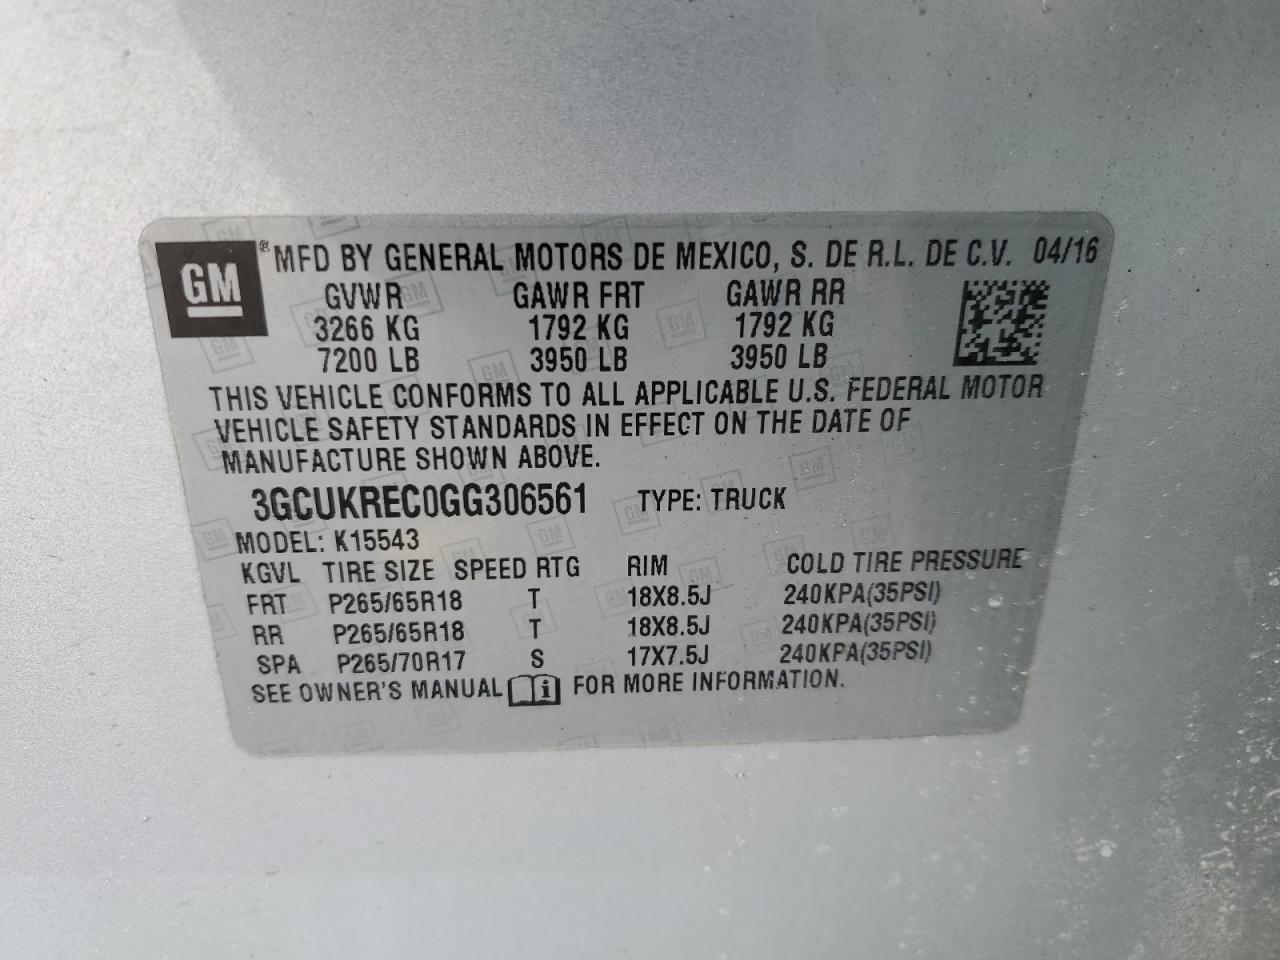 GM ® MFD BY GENERAL MOTORS DE MEXICO, S. DE R.L. DE C.V. 04/16
GVWR GAWR FRT GAWR RR
3266 KG 1792 KG 1792 KG
7200 LB 3950 LB 3950 LB
THIS VEHICLE CONFORMS TO ALL APPLICABLE U.S. FEDERAL MOTOR
VEHICLE SAFETY STANDARDS IN EFFECT ON THE DATE OF
MANUFACTURE SHOWN ABOVE.
3GCUKREC0GG306561 TYPE: TRUCK
MODEL: K15543
KGVL TIRE SIZE SPEED RTG RIM COLD TIRE PRESSURE
FRT P265/65R18 T 18X8.5J 240KPA(35PSI)
RR P265/65R18 T 18X8.5J 240KPA(35PSI)
SPA P265/70R17 S 17X7.5J 240KPA(35PSI)
SEE OWNER'S MANUAL i FOR MORE INFORMATION.